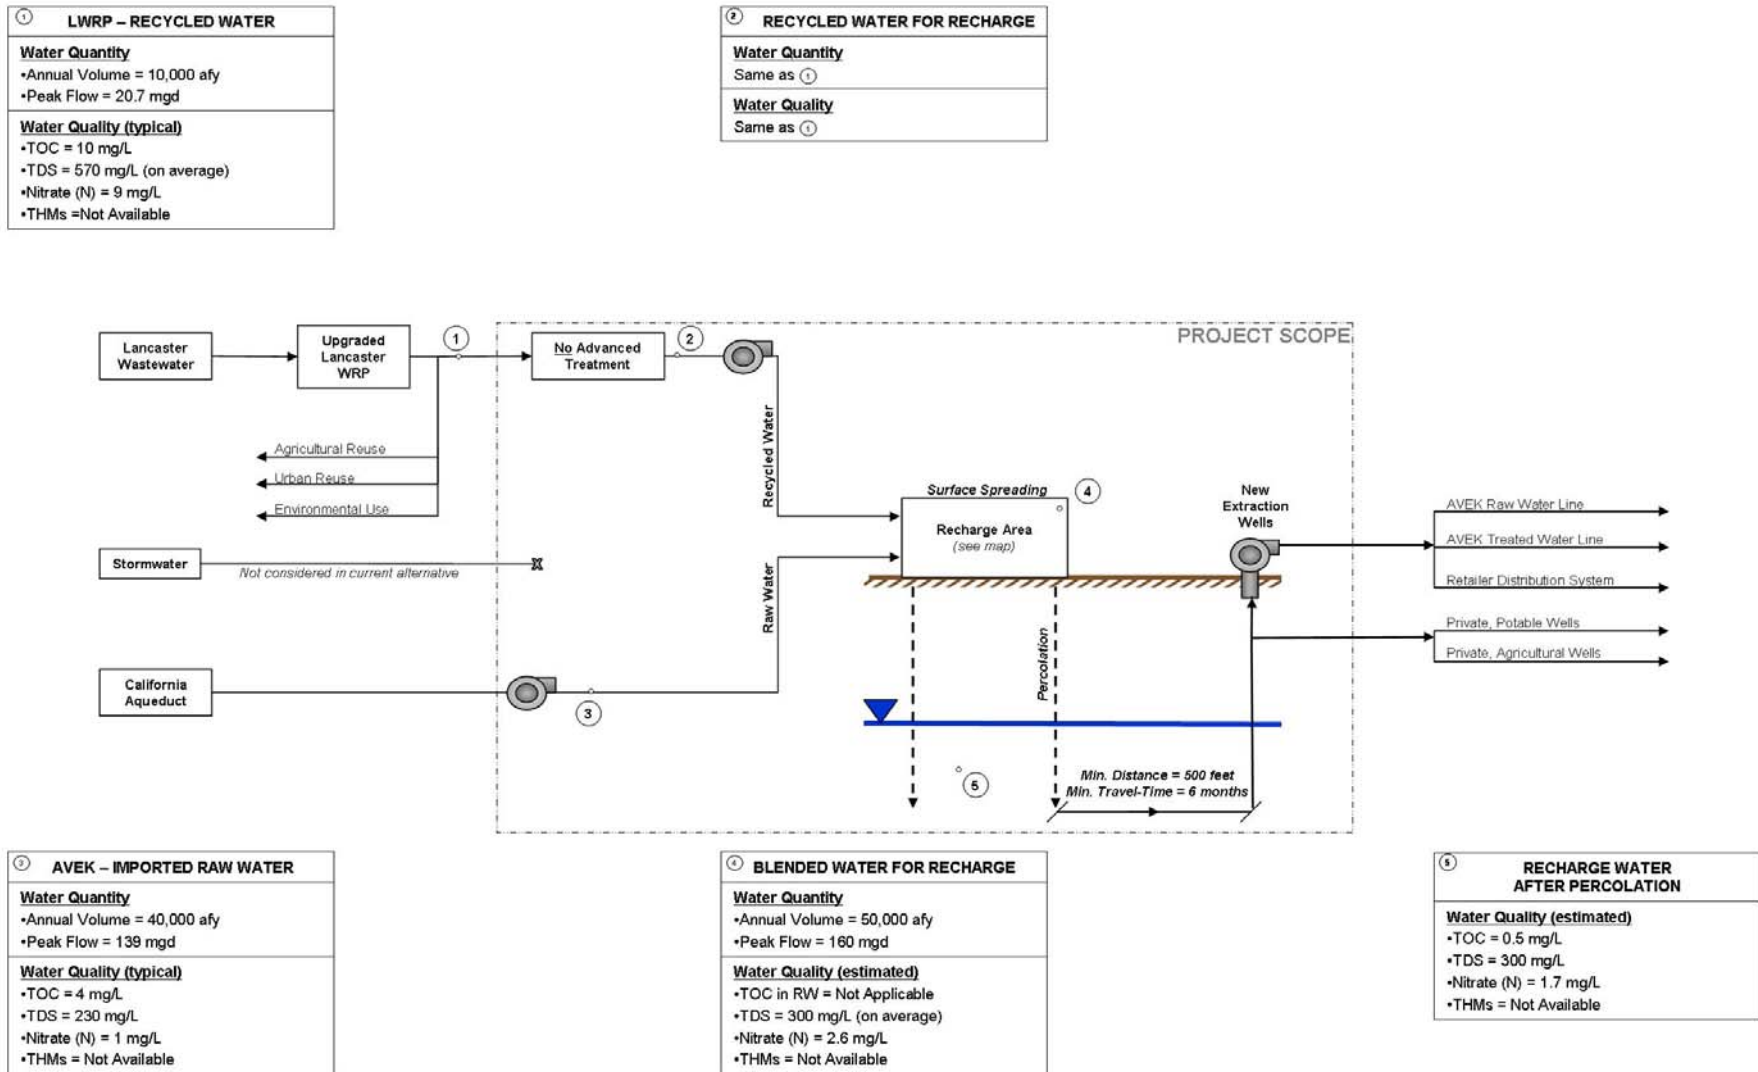 ① LWRP – RECYCLED WATER
Water Quantity
•Annual Volume = 10,000 afy
•Peak Flow = 20.7 mgd
Water Quality (typical)
•TOC = 10 mg/L
•TDS = 570 mg/L (on average)
•Nitrate (N) = 9 mg/L
•THMs =Not Available
② RECYCLED WATER FOR RECHARGE
Water Quantity
Same as ①
Water Quality
Same as ①
PROJECT SCOPE
Lancaster
Wastewater
Upgraded
Lancaster
WRP
1
No Advanced
Treatment
2
Agricultural Reuse
Urban Reuse
Environmental Use
Recycled Water
Stormwater
Not considered in current alternative
X
Raw Water
California
Aqueduct
3
Surface Spreading
4
Recharge Area
(see map)
New
Extraction
Wells
Percolation
5
Min. Distance = 500 feet
Min. Travel-Time = 6 months
AVEK Raw Water Line
AVEK Treated Water Line
Retailer Distribution System
Private, Potable Wells
Private, Agricultural Wells
③ AVEK – IMPORTED RAW WATER
Water Quantity
•Annual Volume = 40,000 afy
•Peak Flow = 139 mgd
Water Quality (typical)
•TOC = 4 mg/L
•TDS = 230 mg/L
•Nitrate (N) = 1 mg/L
•THMs = Not Available
④ BLENDED WATER FOR RECHARGE
Water Quantity
•Annual Volume = 50,000 afy
•Peak Flow = 160 mgd
Water Quality (estimated)
•TOC in RW = Not Applicable
•TDS = 300 mg/L (on average)
•Nitrate (N) = 2.6 mg/L
•THMs = Not Available
⑤ RECHARGE WATER
AFTER PERCOLATION
Water Quality (estimated)
•TOC = 0.5 mg/L
•TDS = 300 mg/L
•Nitrate (N) = 1.7 mg/L
•THMs = Not Available